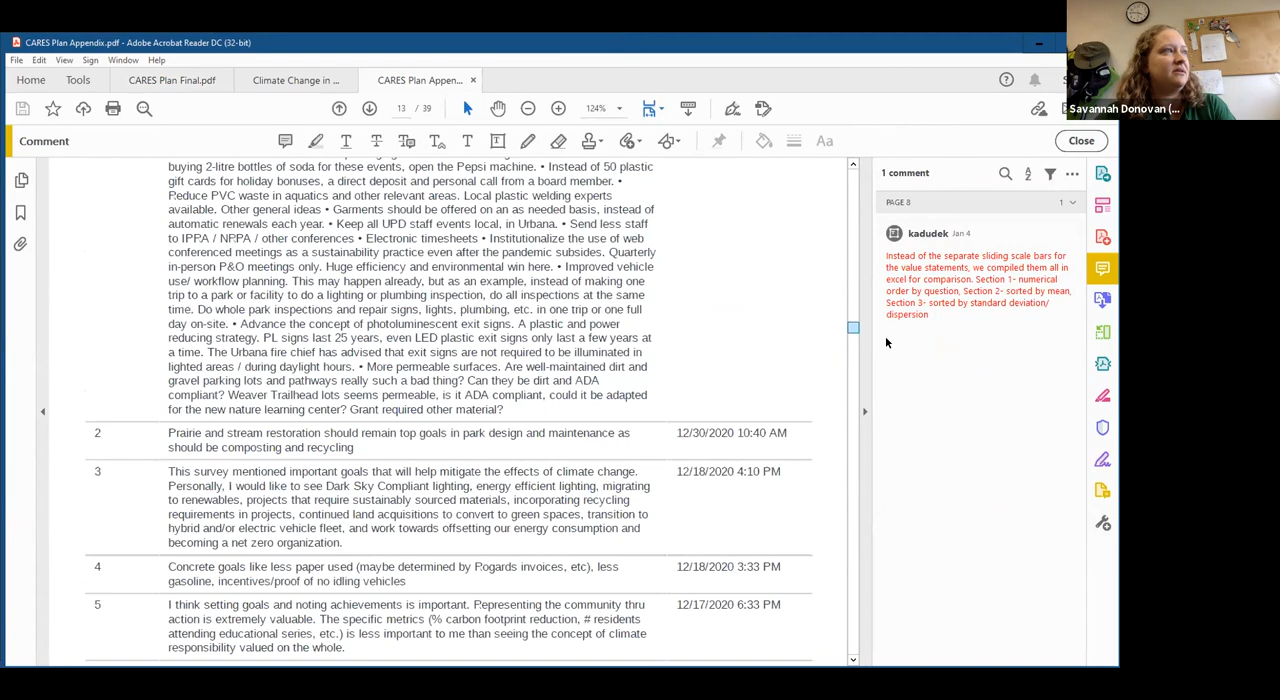 CARES Plan Appendix.pdf - Adobe Acrobat Reader DC (32-bit)
File Edit View Sign Window Help
Home Tools CARES Plan Final.pdf Climate Change in ... CARES Plan Appen... ×
13 / 39 124%
Comment Close
buying 2-litre bottles of soda for these events, open the Pepsi machine. • Instead of 50 plastic
gift cards for holiday bonuses, a direct deposit and personal call from a board member. •
Reduce PVC waste in aquatics and other relevant areas. Local plastic welding experts
available. Other general ideas • Garments should be offered on an as needed basis, instead of
automatic renewals each year. • Keep all UPD staff events local, in Urbana. • Send less staff
to IPPA / NRPA / other conferences • Electronic timesheets • Institutionalize the use of web
conferenced meetings as a sustainability practice even after the pandemic subsides. Quarterly
in-person P&O meetings only. Huge efficiency and environmental win here. • Improved vehicle
use workflow planning. This could happen already, but as an example, instead of making one
trip to a park or facility to do a lighting or plumbing inspection, do all inspections at the same
time. Do whole park inspections and repair signs, lights, plumbing, etc. in one trip or one full
day on-site. • Advance the concept of photoluminescent exit signs. A plastic and power
reducing strategy. PL signs last 25 years, even LED plastic exit signs only last a few years at
a time. The Urbana fire chief has advised that exit signs are not required to be illuminated in
lighted areas / during daylight hours. • More permeable surfaces. Are well-maintained dirt and
gravel parking lots and pathways really such a bad thing? Can they be dirt and ADA
compliant? Weaver Trailhead lots seems permeable, is it ADA compliant, could it be adapted
for the new nature learning center? Grant required other material?
2 Prairie and stream restoration should remain top goals in park design and maintenance as 12/30/2020 10:40 AM
should be composting and recycling
3 This survey mentioned important goals that will help mitigate the effects of climate change. 12/18/2020 4:10 PM
Personally, I would like to see Dark Sky Compliant lighting, energy efficient lighting, migrating
to renewables, projects that require sustainably sourced materials, incorporating recycling
requirements in projects, continued land acquisitions to convert to green spaces, transition to
hybrid and/or electric vehicle fleet, and work towards offsetting our energy consumption and
becoming a net zero organization.
4 Concrete goals like less paper used (maybe determined by Rogards invoices, etc), less 12/18/2020 3:33 PM
gasoline, incentives/proof of no idling vehicles
5 I think setting goals and noting achievements is important. Representing the community thru 12/17/2020 6:33 PM
action is extremely valuable. The specific metrics (% carbon footprint reduction, # residents
attending educational series, etc.) is less important to me than seeing the concept of climate
responsibility valued on the whole.
1 comment
PAGE 8 1
kadudek Jan 4
Instead of the separate sliding scale bars for
the value statements, we compiled them all in
excel for comparison. Section 1- numerical
order by question, Section 2- sorted by mean,
Section 3- sorted by standard deviation/
dispersion
Savannah Donovan (...